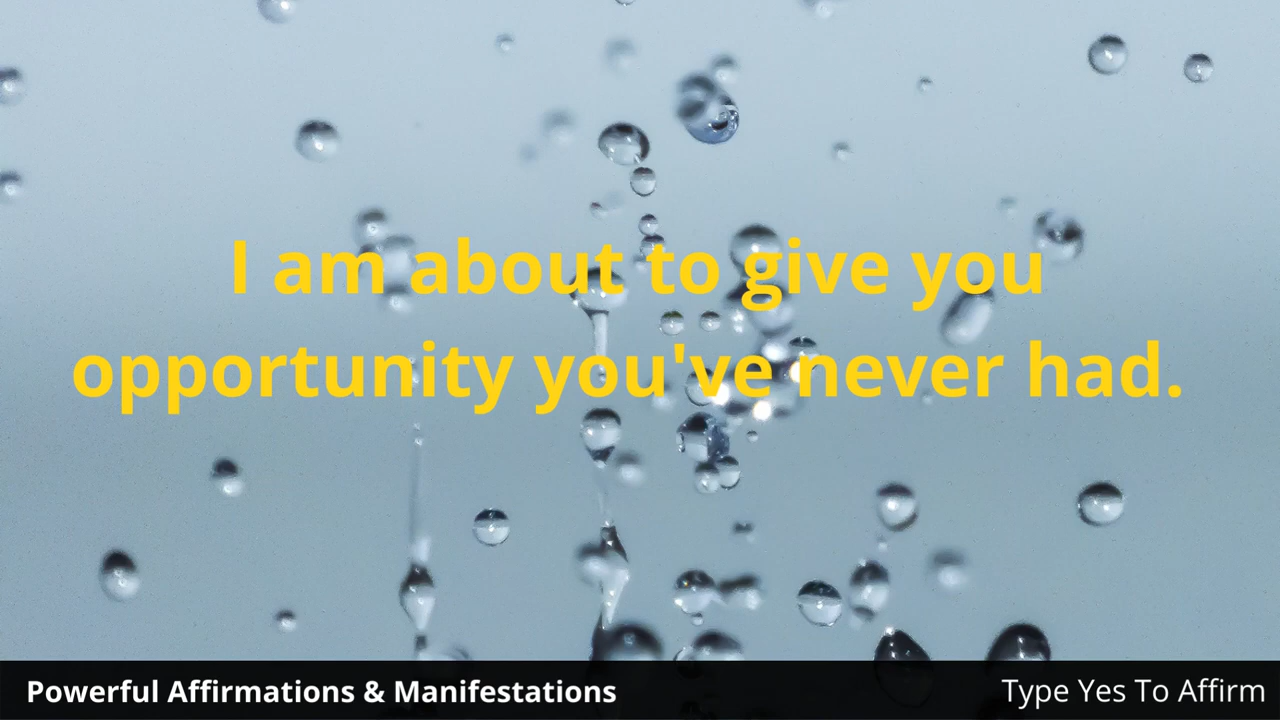 I am about to give you
opportunity you've never had.
Powerful Affirmations & Manifestations
Type Yes To Affirm